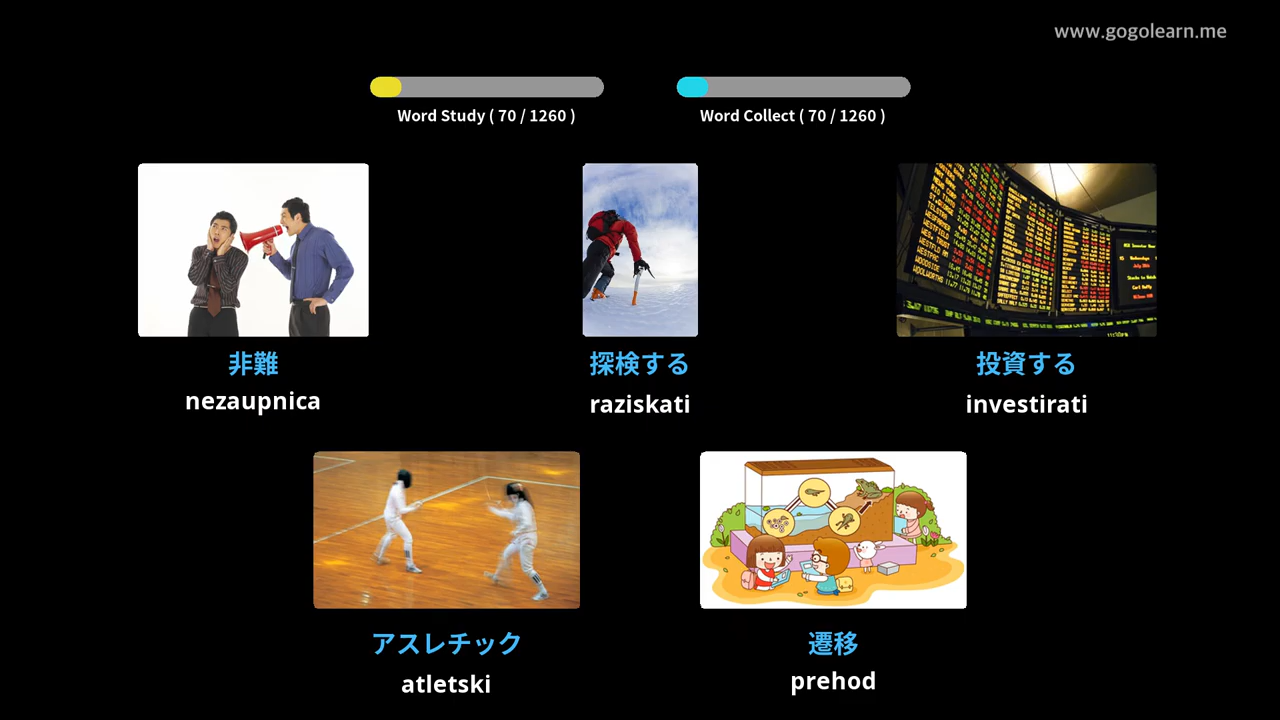 www.gogolearn.me
Word Study ( 70 / 1260 )
Word Collect ( 70 / 1260 )
非難
nezaupnica
探検する
raziskati
投資する
investirati
アスレチック
atletski
遷移
prehod